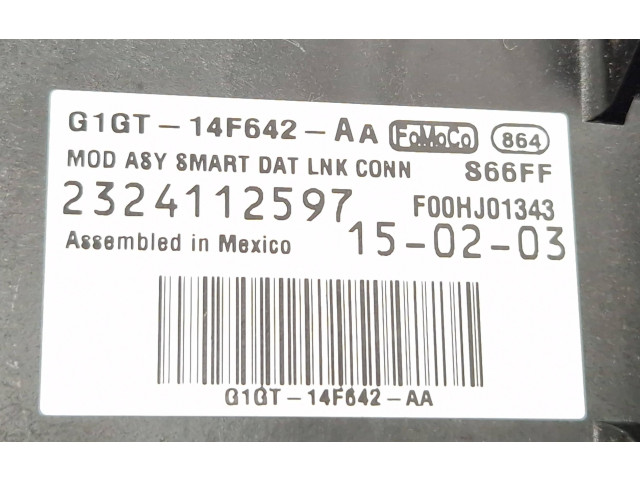 G1GT-14F642-AA FoMoCo 864
MOD ASY SMART DAT LNK CONN S66FF
2324112597 F00HJ01343
Assembled in Mexico 15-02-03
G1GT-14F642-AA